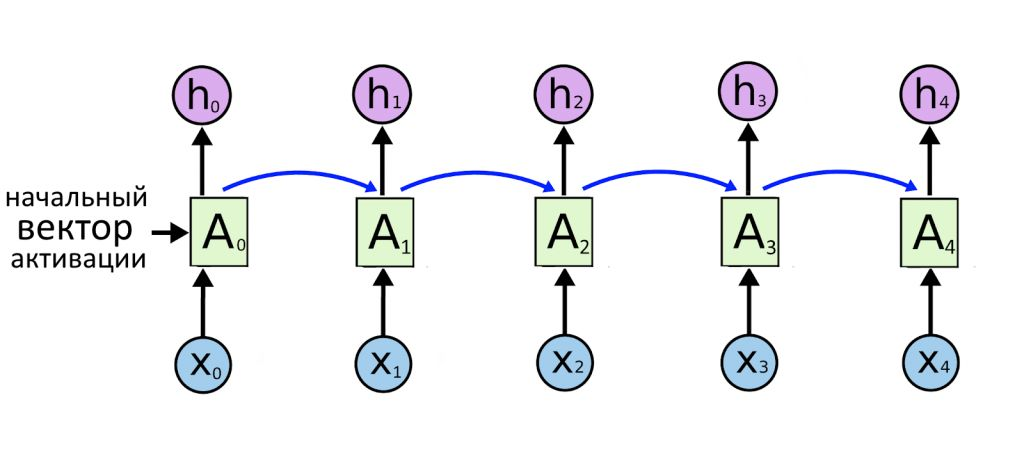 h0 h1 h2 h3 h4
начальный
вектор
активации
A0 A1 A2 A3 A4
x0 x1 x2 x3 x4